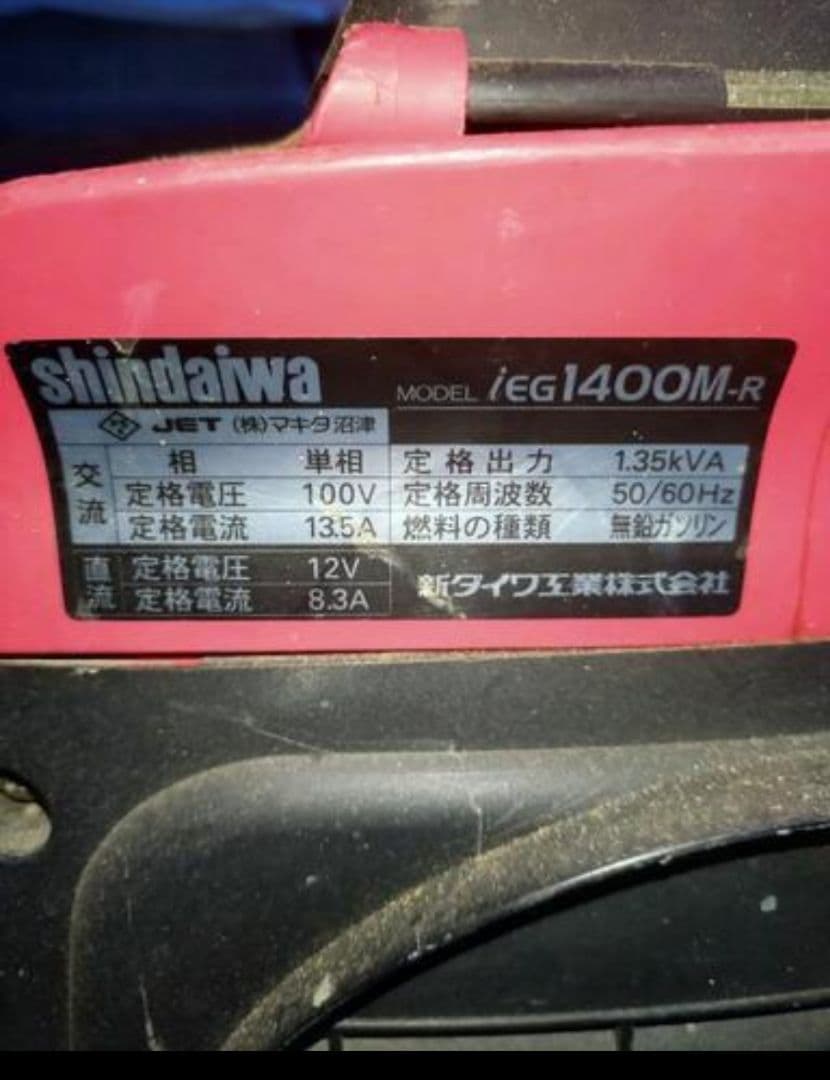 shindaiwa MODEL iEG1400M-R
JET (株)マキタ沼津
交流 相 単相 定格出力 1.35kVA
定格電圧 100V 定格周波数 50/60Hz
定格電流 13.5A 燃料の種類 無鉛ガソリン
直流 定格電圧 12V
定格電流 8.3A
新ダイワ工業株式会社